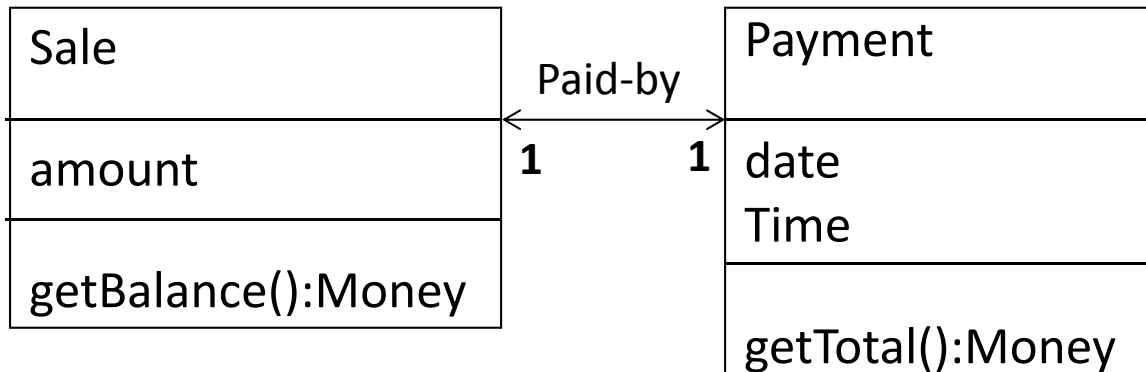 Sale
amount
getBalance():Money
Paid-by
1
1
Payment
date
Time
getTotal():Money